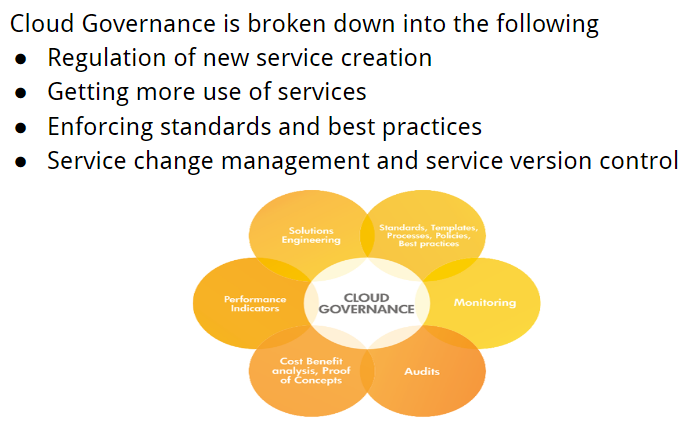 Cloud Governance is broken down into the following
● Regulation of new service creation
● Getting more use of services
● Enforcing standards and best practices
● Service change management and service version control
Solutions
Engineering
Standards, Templates,
Processes, Policies,
Best practices
Performance
Indicators
CLOUD
GOVERNANCE
Monitoring
Cost Benefit
analysis, Proof
of Concepts
Audits